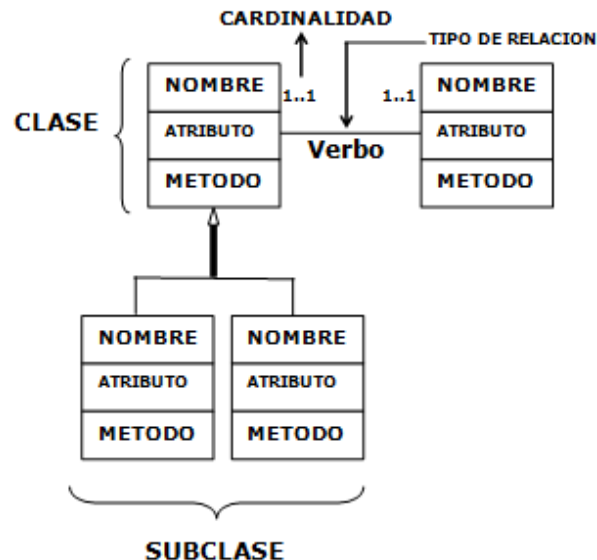 CARDINALIDAD
TIPO DE RELACION
CLASE
NOMBRE
ATRIBUTO
METODO
1..1
1..1
Verbo
NOMBRE
ATRIBUTO
METODO
NOMBRE
ATRIBUTO
METODO
NOMBRE
ATRIBUTO
METODO
SUBCLASE